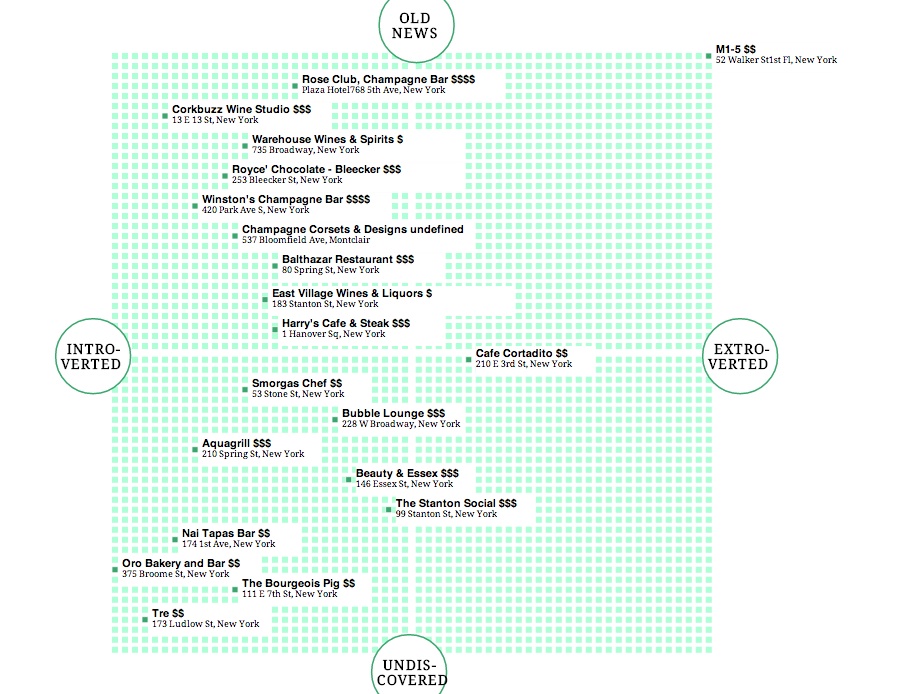 OLD
NEWS
M1-5 $$
52 Walker St1st Fl, New York
Rose Club, Champagne Bar $$$$
Plaza Hotel768 5th Ave, New York
Corkbuzz Wine Studio $$$
13 E 13 St, New York
Warehouse Wines & Spirits $
735 Broadway, New York
Royce' Chocolate - Bleecker $$$
253 Bleecker St, New York
Winston's Champagne Bar $$$$
420 Park Ave S, New York
Champagne Corsets & Designs undefined
537 Bloomfield Ave, Montclair
Balthazar Restaurant $$$
80 Spring St, New York
East Village Wines & Liquors $
183 Stanton St, New York
Harry's Cafe & Steak $$$
1 Hanover Sq, New York
INTRO-
VERTED
EXTRO-
VERTED
Cafe Cortadito $$
210 E 3rd St, New York
Smorgas Chef $$
53 Stone St, New York
Bubble Lounge $$$
228 W Broadway, New York
Aquagrill $$$
210 Spring St, New York
Beauty & Essex $$$
146 Essex St, New York
The Stanton Social $$$
99 Stanton St, New York
Nai Tapas Bar $$
174 1st Ave, New York
Oro Bakery and Bar $$
375 Broome St, New York
The Bourgeois Pig $$
111 E 7th St, New York
Tre $$
173 Ludlow St, New York
UNDIS-
COVERED